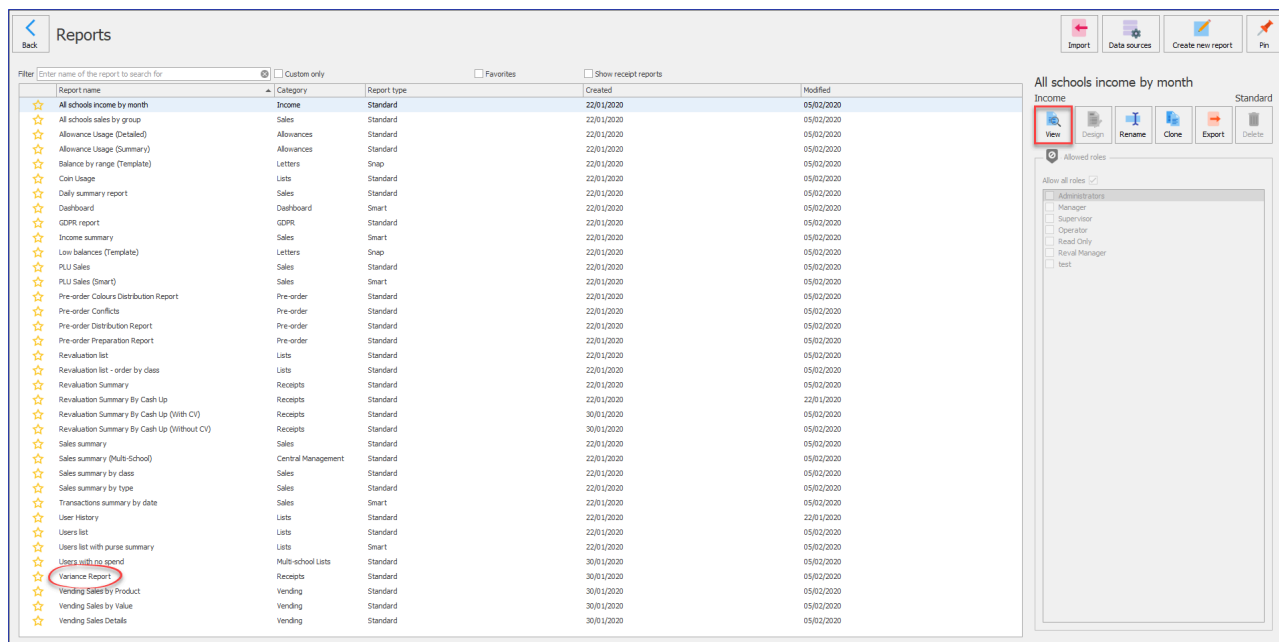 Back
Reports
Import
Data sources
Create new report
Pin
Filter Enter name of the report to search for Custom only Favorites Show receipt reports
Report name Category Report type Created Modified
All schools income by month Income Standard 22/01/2020 05/02/2020
All schools sales by group Sales Standard 22/01/2020 05/02/2020
Allowance Usage (Detailed) Allowances Standard 22/01/2020 05/02/2020
Allowance Usage (Summary) Allowances Standard 22/01/2020 05/02/2020
Balance by range (Template) Letters Snap 22/01/2020 05/02/2020
Coin Usage Lists Standard 22/01/2020 05/02/2020
Daily summary report Sales Standard 22/01/2020 05/02/2020
Dashboard Dashboard Smart 22/01/2020 05/02/2020
GDPR report GDPR Standard 22/01/2020 05/02/2020
Income summary Sales Smart 22/01/2020 05/02/2020
Low balances (Template) Letters Snap 22/01/2020 05/02/2020
PLU Sales Sales Standard 22/01/2020 05/02/2020
PLU Sales (Smart) Sales Smart 22/01/2020 05/02/2020
Pre-order Colours Distribution Report Pre-order Standard 22/01/2020 05/02/2020
Pre-order Conflicts Pre-order Standard 22/01/2020 05/02/2020
Pre-order Distribution Report Pre-order Standard 22/01/2020 05/02/2020
Pre-order Preparation Report Pre-order Standard 22/01/2020 05/02/2020
Revaluation list Lists Standard 22/01/2020 05/02/2020
Revaluation list - order by class Lists Standard 22/01/2020 05/02/2020
Revaluation Summary Receipts Standard 22/01/2020 05/02/2020
Revaluation Summary By Cash Up Receipts Standard 22/01/2020 22/01/2020
Revaluation Summary By Cash Up (With CV) Receipts Standard 30/01/2020 05/02/2020
Revaluation Summary By Cash Up (Without CV) Receipts Standard 30/01/2020 05/02/2020
Sales summary Sales Standard 22/01/2020 05/02/2020
Sales summary (Multi-School) Central Management Standard 22/01/2020 05/02/2020
Sales summary by class Sales Standard 22/01/2020 05/02/2020
Sales summary by type Sales Standard 22/01/2020 05/02/2020
Transactions summary by date Sales Smart 22/01/2020 05/02/2020
User History Lists Standard 22/01/2020 22/01/2020
Users list Lists Standard 22/01/2020 05/02/2020
Users list with purse summary Lists Smart 22/01/2020 05/02/2020
Users with no spend Multi-school Lists Standard 30/01/2020 05/02/2020
Variance Report Receipts Standard 30/01/2020 05/02/2020
Vending Sales by Product Vending Standard 30/01/2020 05/02/2020
Vending Sales by Value Vending Standard 30/01/2020 05/02/2020
Vending Sales Details Vending Standard 30/01/2020 05/02/2020
All schools income by month
Income Standard
View Design Rename Clone Export Delete
Allowed roles
Allow all roles
Administrators
Manager
Supervisor
Operator
Read Only
Reval Manager
test